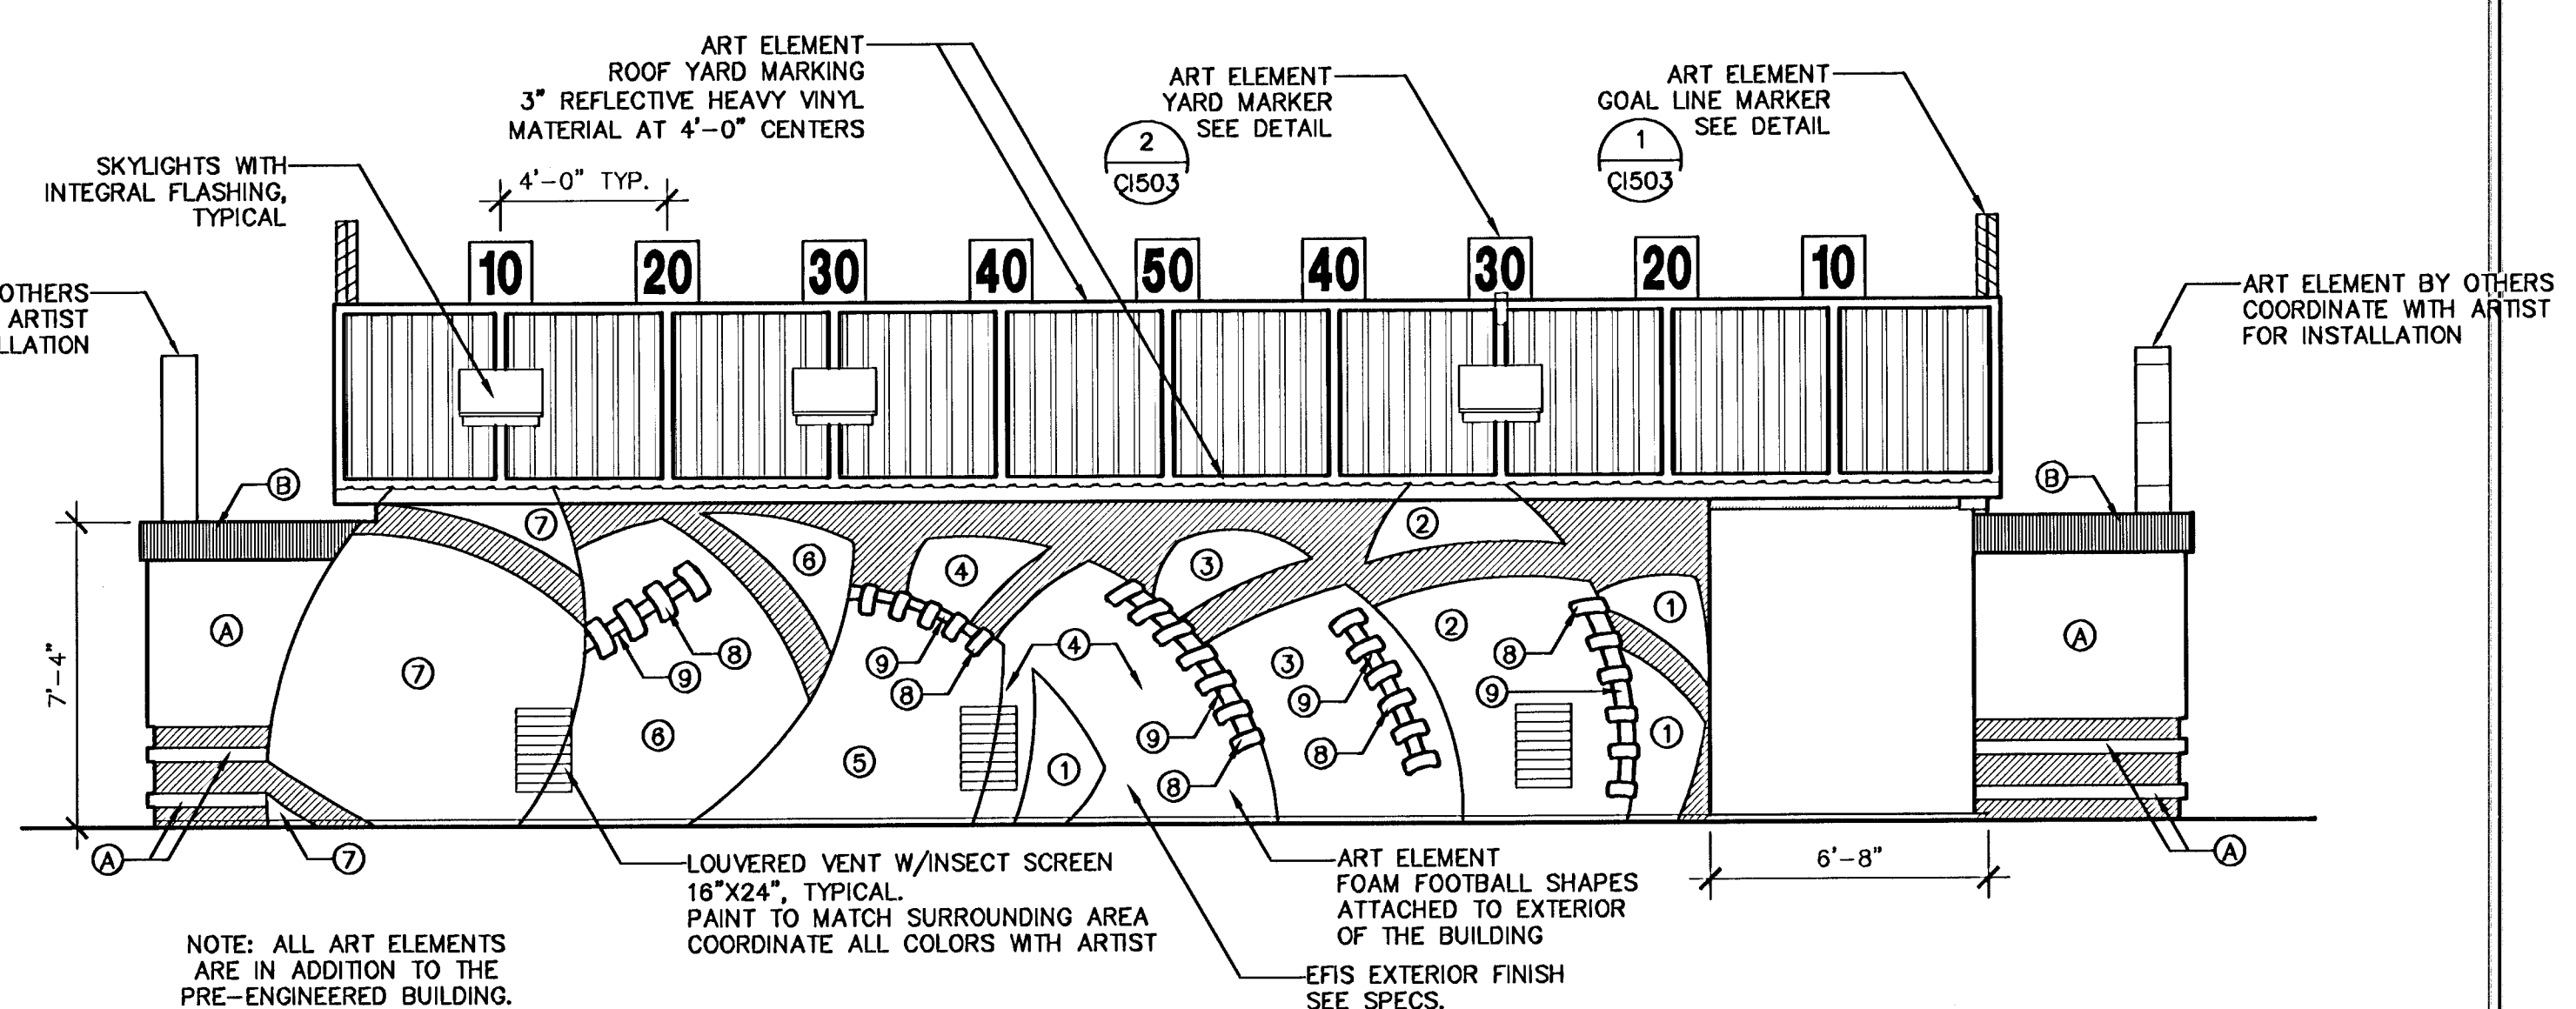 ART ELEMENT
ROOF YARD MARKING
3" REFLECTIVE HEAVY VINYL
MATERIAL AT 4'-0" CENTERS
ART ELEMENT
YARD MARKER
SEE DETAIL
2
C1503
ART ELEMENT
GOAL LINE MARKER
SEE DETAIL
1
C1503
SKYLIGHTS WITH
INTEGRAL FLASHING,
TYPICAL
4'-0" TYP.
OTHERS
ARTIST
LLATION
10 20 30 40 50 40 30 20 10
ART ELEMENT BY OTHERS
COORDINATE WITH ARTIST
FOR INSTALLATION
B
B
7 6 4 3 2 1
A
7'-4"
7
8
9
6
9
8
4
5
1
9
8
3
9
8
2
8
9
1
A
A
7
A
6'-8"
LOUVERED VENT W/INSECT SCREEN
16"X24", TYPICAL.
PAINT TO MATCH SURROUNDING AREA
COORDINATE ALL COLORS WITH ARTIST
ART ELEMENT
FOAM FOOTBALL SHAPES
ATTACHED TO EXTERIOR
OF THE BUILDING
EFIS EXTERIOR FINISH
SEE SPECS.
NOTE: ALL ART ELEMENTS
ARE IN ADDITION TO THE
PRE-ENGINEERED BUILDING.